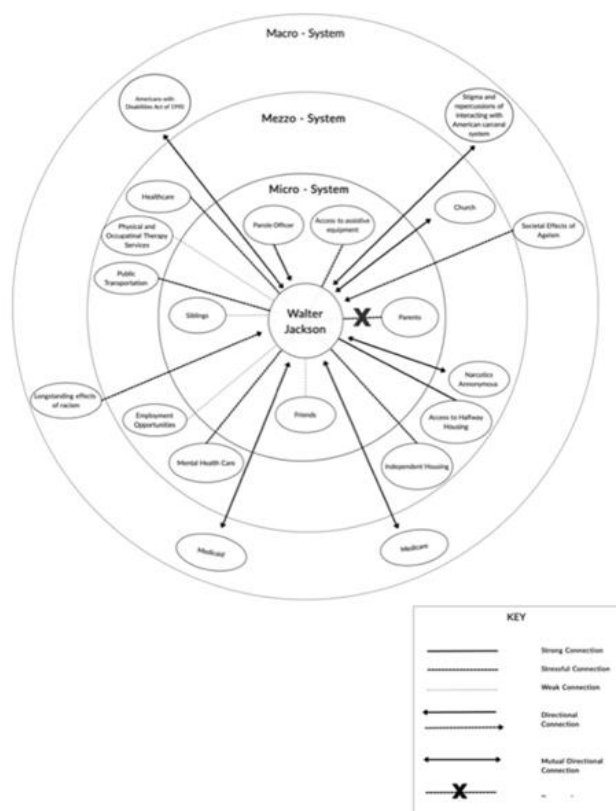 Macro - System
Americans with
Disabilities Act of 1990
Stigma and
repercussions of
interacting with
American carceral
system
Mezzo - System
Healthcare
Micro - System
Church
Physical and
Occupational Therapy
Services
Parole Officer
Access to assistive
equipment
Societal Effects of
Ageism
Public
Transportation
Siblings
Walter
Jackson
X
Parents
Narcotics
Annonymous
Longstanding effects
of racism
Employment
Opportunities
Friends
Access to Halfway
Housing
Mental Health Care
Independent Housing
Medicaid
Medicare
KEY
Strong Connection
Stressful Connection
Weak Connection
Directional
Connection
Mutual Directional
Connection
X